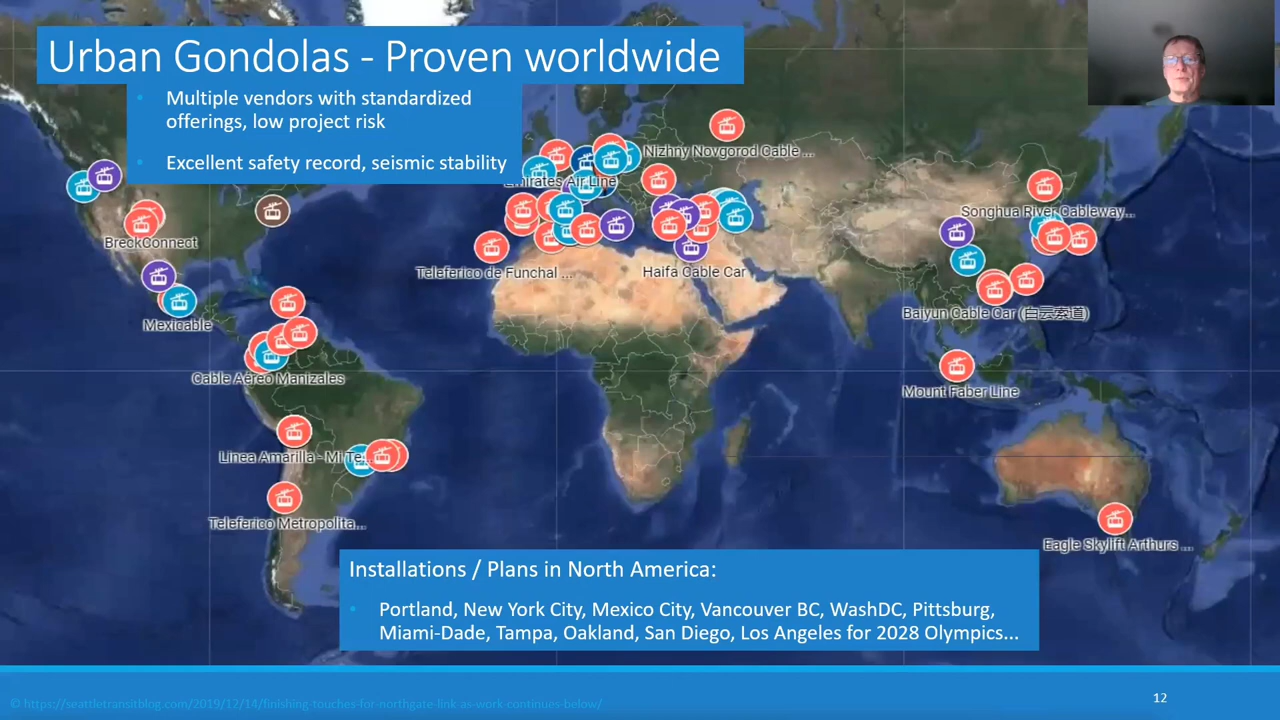 Urban Gondolas - Proven worldwide
• Multiple vendors with standardized
offerings, low project risk
• Excellent safety record, seismic stability
Nizhny Novgorod Cable ...
Emirates Air Line
Songhua River Cableway...
BreckConnect
Teleferico de Funchal ...
Haifa Cable Car
Baiyun Cable Car (白云索道)
Mexicable
Cable Aéreo Manizales
Mount Faber Line
Linea Amarilla - Mi Te...
Teleferico Metropolita...
Eagle Skylift Arthurs ...
Installations / Plans in North America:
• Portland, New York City, Mexico City, Vancouver BC, WashDC, Pittsburg,
Miami-Dade, Tampa, Oakland, San Diego, Los Angeles for 2028 Olympics...
© https://seattletransitblog.com/2019/12/14/finishing-touches-for-northgate-link-as-work-continues-below/
12